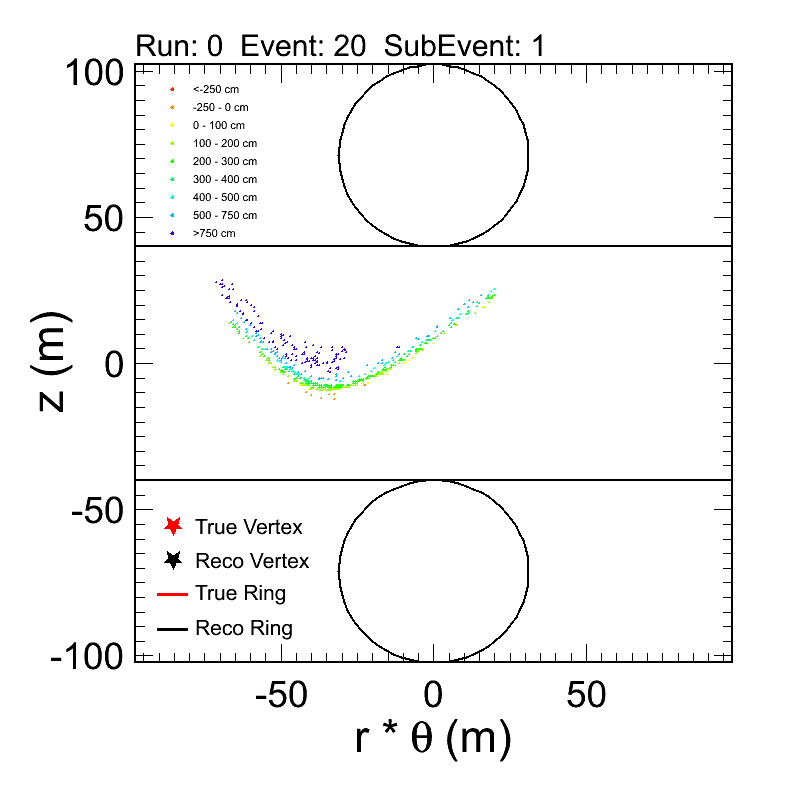 Run: 0  Event: 20  SubEvent: 1
100
<-250 cm
-250 - 0 cm
0 - 100 cm
100 - 200 cm
200 - 300 cm
300 - 400 cm
400 - 500 cm
500 - 750 cm
>750 cm
50
0
z (m)
-50
True Vertex
Reco Vertex
True Ring
Reco Ring
-100
-50 0 50
r * θ (m)